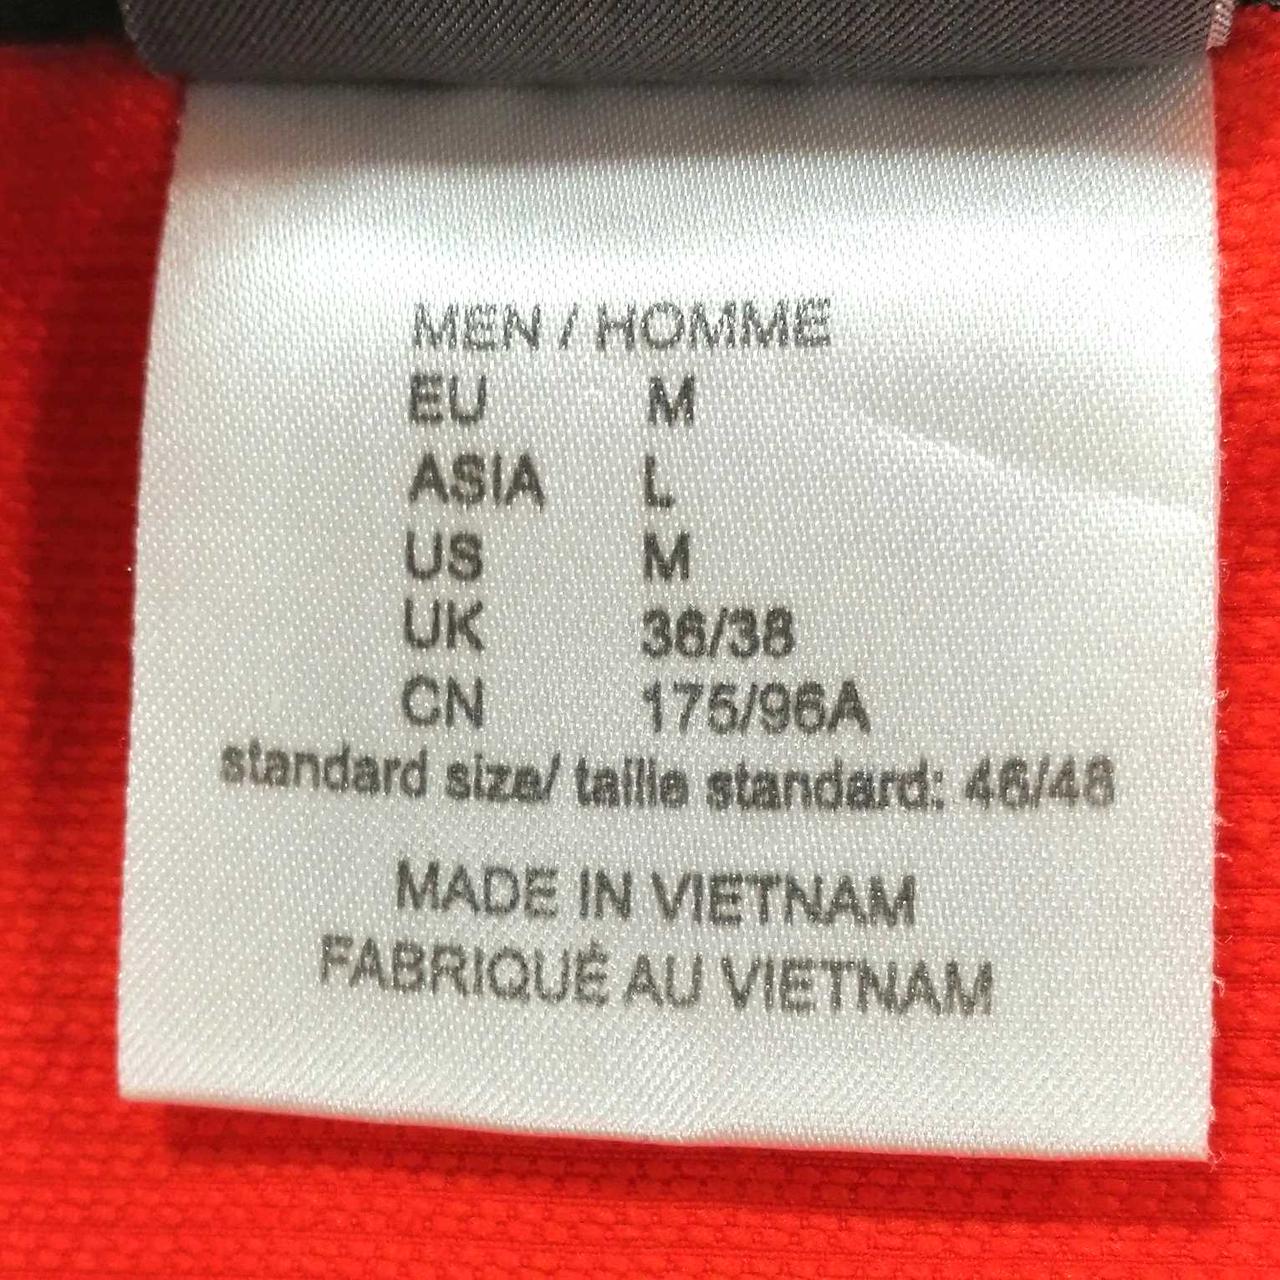 MEN / HOMME
EU M
ASIA L
US M
UK 36/38
CN 175/96A
standard size/ taille standard: 46/48
MADE IN VIETNAM
FABRIQUÉ AU VIETNAM